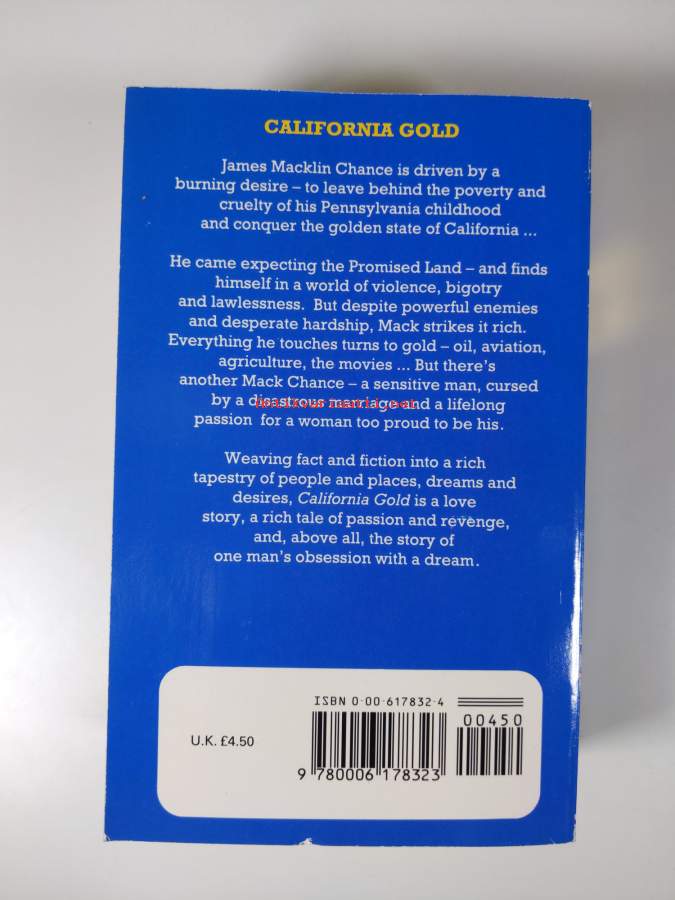 CALIFORNIA GOLD
James Macklin Chance is driven by a
burning desire – to leave behind the poverty and
cruelty of his Pennsylvania childhood
and conquer the golden state of California ...
He came expecting the Promised Land – and finds
himself in a world of violence, bigotry
and lawlessness. But despite powerful enemies
and desperate hardship, Mack strikes it rich.
Everything he touches turns to gold – oil, aviation,
agriculture, the movies ... But there's
another Mack Chance – a sensitive man, cursed
by a disastrous marriage and a lifelong
passion for a woman too proud to be his.
Weaving fact and fiction into a rich
tapestry of people and places, dreams and
desires, California Gold is a love
story, a rich tale of passion and revenge,
and, above all, the story of
one man's obsession with a dream.
ISBN 0-00-617832-4
00450
U.K. £4.50
9 780006 178323